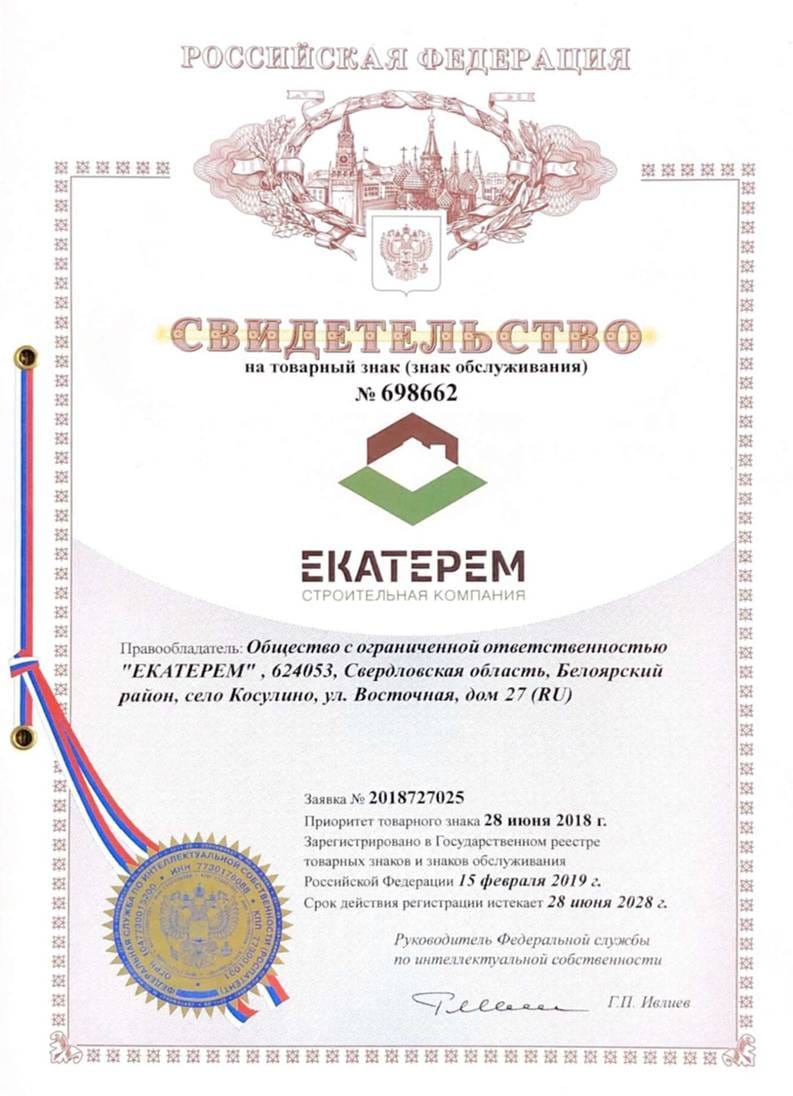 РОССИЙСКАЯ ФЕДЕРАЦИЯ
СВИДЕТЕЛЬСТВО
на товарный знак (знак обслуживания)
№ 698662
ЕКАТЕРЕМ
СТРОИТЕЛЬНАЯ КОМПАНИЯ
Правообладатель: Общество с ограниченной ответственностью
"ЕКАТЕРЕМ" , 624053, Свердловская область, Белоярский
район, село Косулино, ул. Восточная, дом 27 (RU)
Заявка № 2018727025
Приоритет товарного знака 28 июня 2018 г.
Зарегистрировано в Государственном реестре
товарных знаков и знаков обслуживания
Российской Федерации 15 февраля 2019 г.
Срок действия регистрации истекает 28 июня 2028 г.
Руководитель Федеральной службы
по интеллектуальной собственности
Г.П. Ивлиев
ФЕДЕРАЛЬНАЯ СЛУЖБА ПО ИНТЕЛЛЕКТУАЛЬНОЙ СОБСТВЕННОСТИ (РОСПАТЕНТ)
ОГРН 1047730015200 • ИНН 7730176088 • КПП 773001001